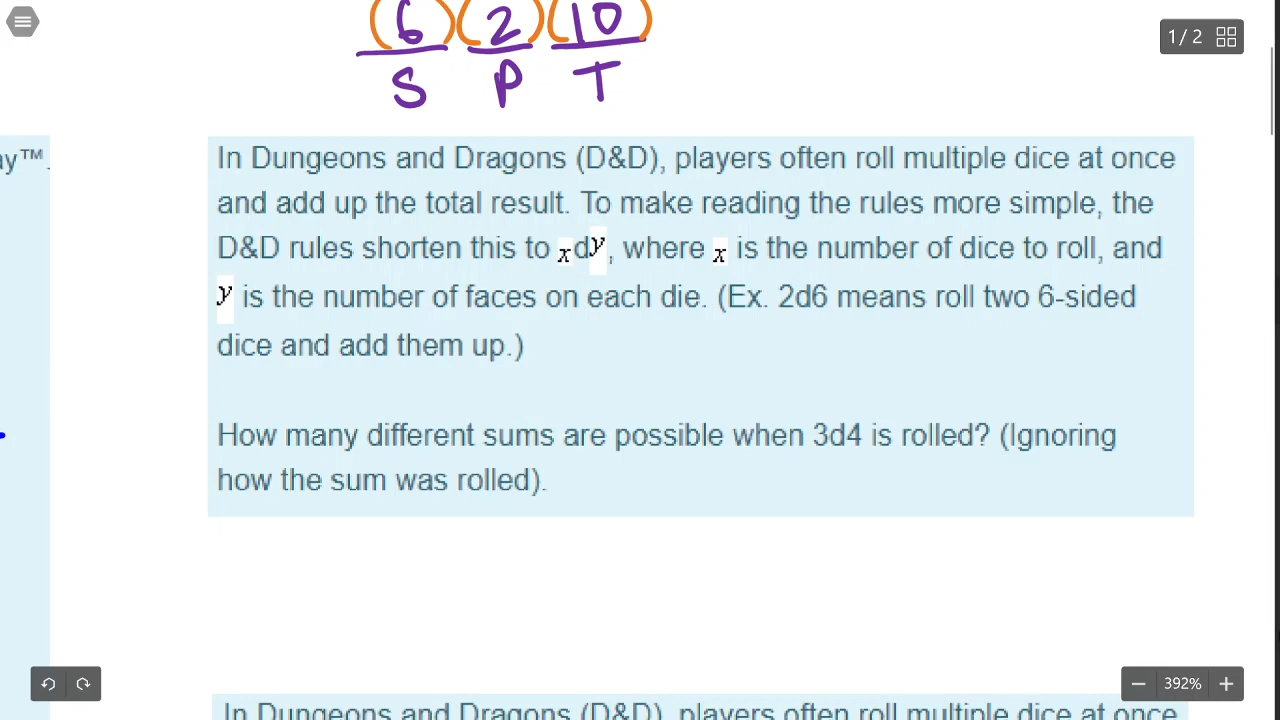 (6)(2)(10)
S P T
1 / 2
ay™.
In Dungeons and Dragons (D&D), players often roll multiple dice at once
and add up the total result. To make reading the rules more simple, the
D&D rules shorten this to xdy, where x is the number of dice to roll, and
y is the number of faces on each die. (Ex. 2d6 means roll two 6-sided
dice and add them up.)
How many different sums are possible when 3d4 is rolled? (Ignoring
how the sum was rolled).
392%
In Dungeons and Dragons (D&D), players often roll multiple dice at once